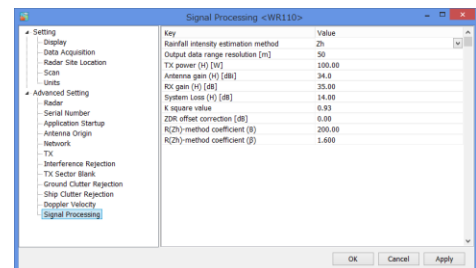 Signal Processing <WR110>
Setting
Display
Data Acquisition
Radar Site Location
Scan
Units
Advanced Setting
Radar
Serial Number
Application Startup
Antenna Origin
Network
TX
Interference Rejection
TX Sector Blank
Ground Clutter Rejection
Ship Clutter Rejection
Doppler Velocity
Signal Processing
Key Value
Rainfall intensity estimation method Zh
Output data range resolution [m] 50
TX power (H) [W] 100.00
Antenna gain (H) [dBi] 34.0
RX gain (H) [dB] 35.00
System Loss (H) [dB] 14.00
K square value 0.93
ZDR offset correction [dB] 0.00
R(Zh)-method coefficient (B) 200.00
R(Zh)-method coefficient (β) 1.600
OK Cancel Apply